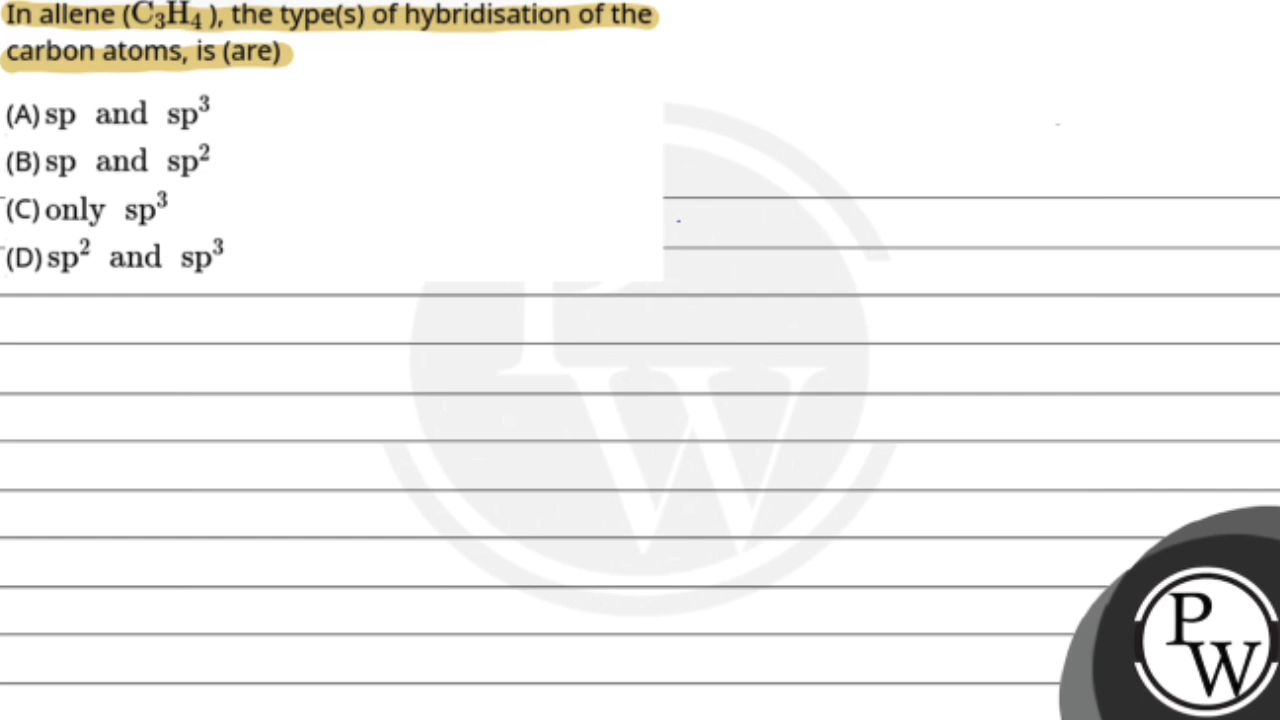 In allene (C₃H₄), the type(s) of hybridisation of the
carbon atoms, is (are)
(A) sp and sp³
(B) sp and sp²
(C) only sp³
(D) sp² and sp³
W
P
W